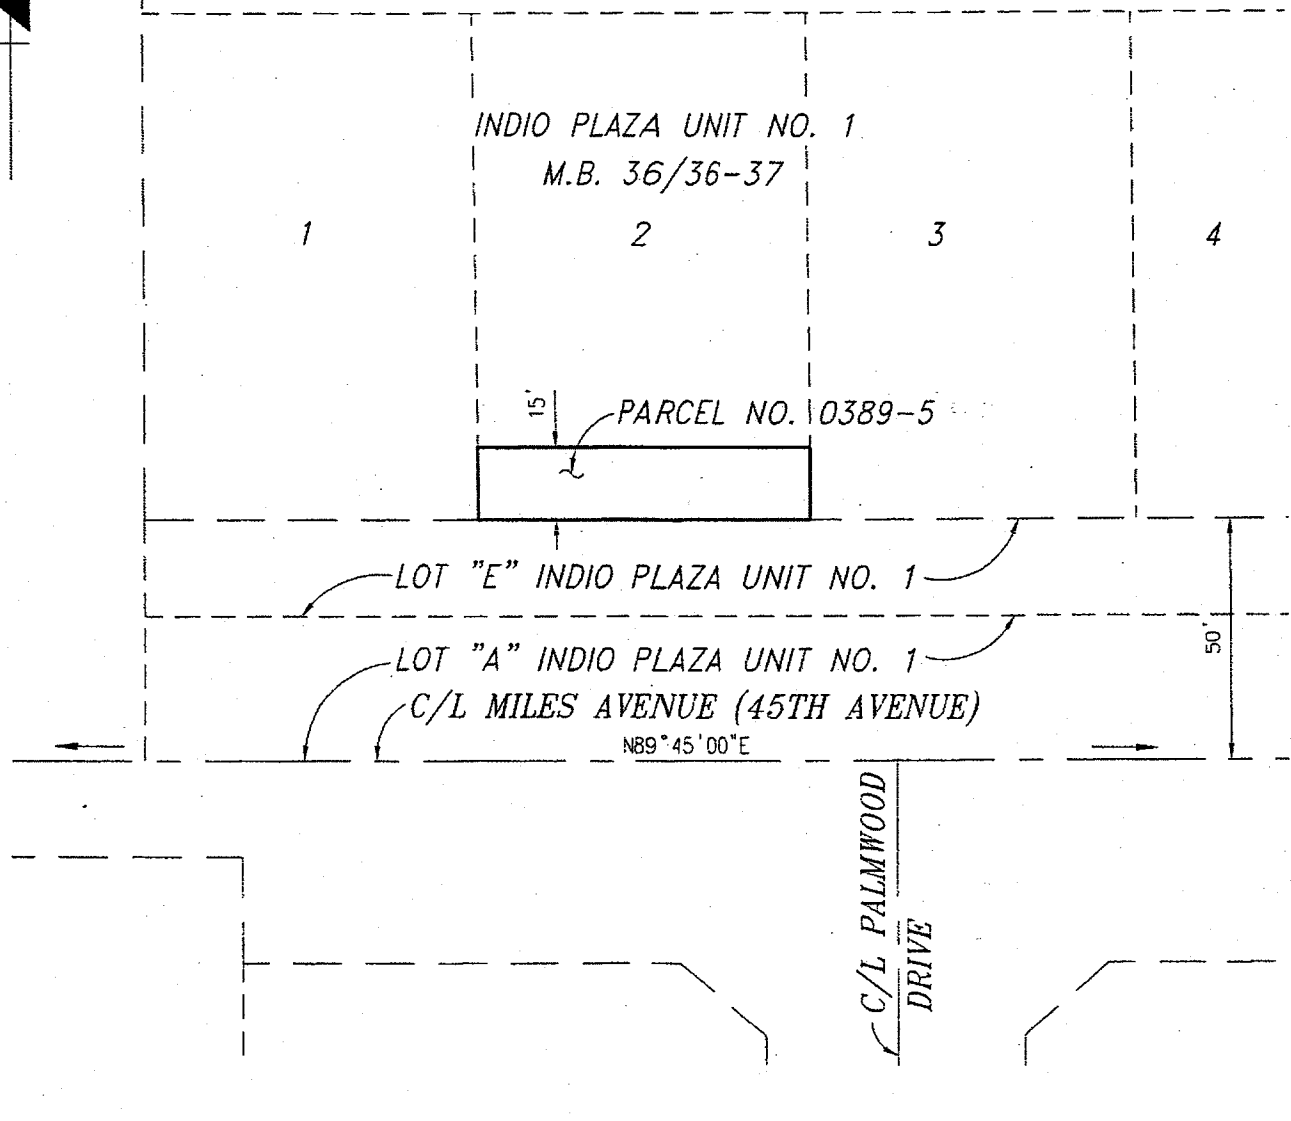 INDIO PLAZA UNIT NO. 1
M.B. 36/36-37
1
2
3
4
15'
PARCEL NO. 0389-5
LOT "E" INDIO PLAZA UNIT NO. 1
50'
LOT "A" INDIO PLAZA UNIT NO. 1
C/L MILES AVENUE (45TH AVENUE)
N89°45'00"E
C/L PALMWOOD
DRIVE